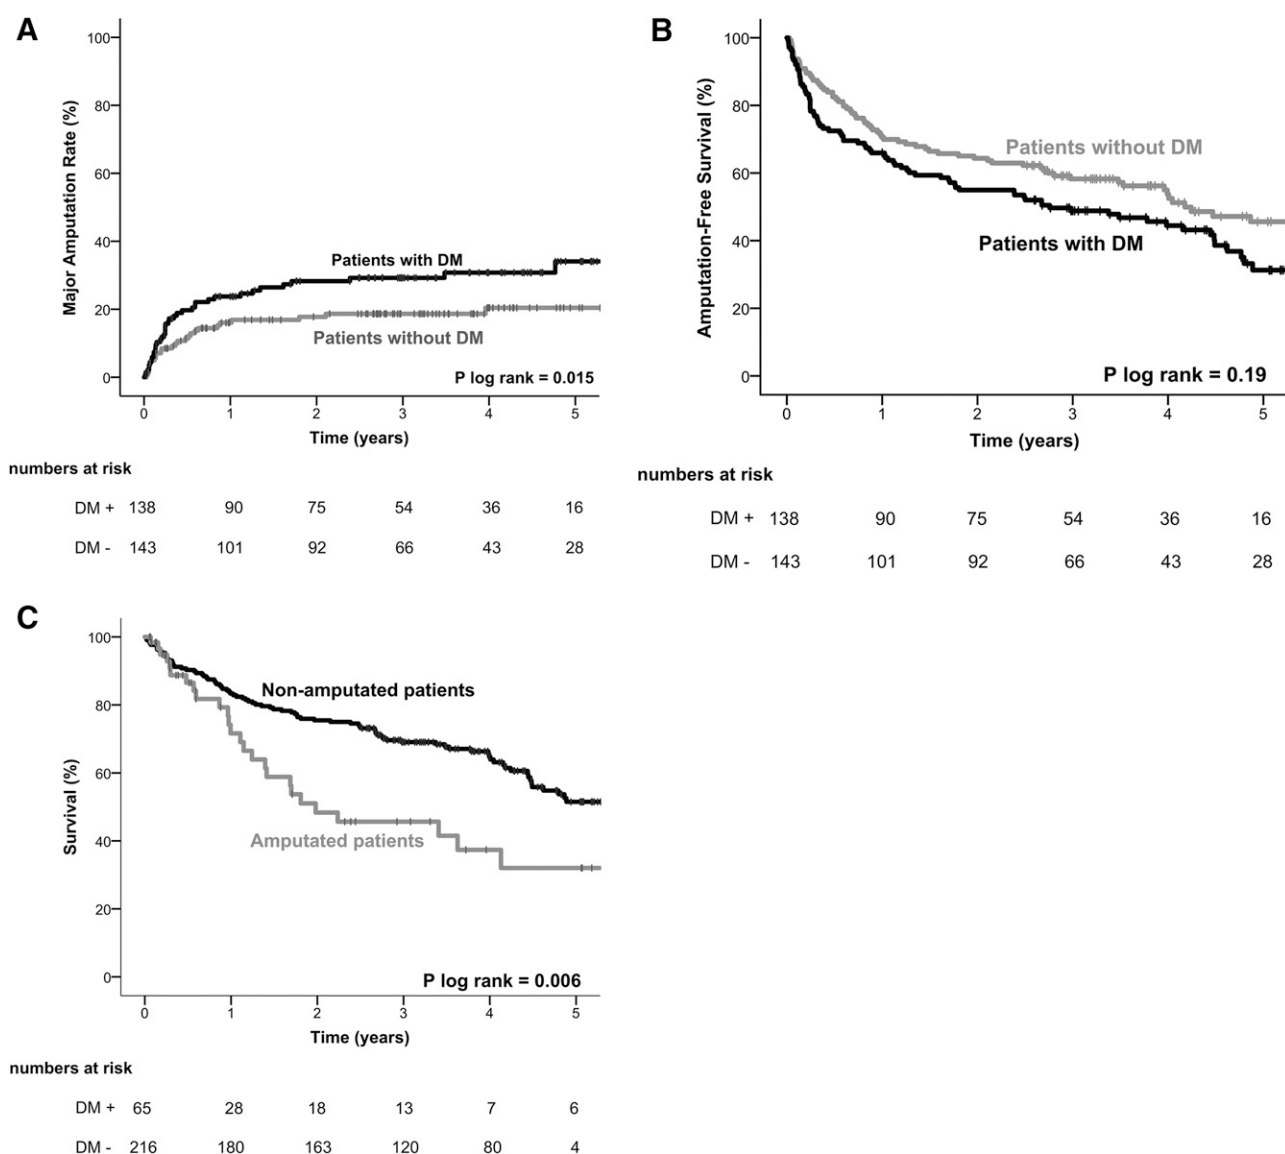 A
Major Amputation Rate (%)
100
80
60
40
20
0
Patients with DM
Patients without DM
P log rank = 0.015
0 1 2 3 4 5
Time (years)
numbers at risk
DM + 138 90 75 54 36 16
DM - 143 101 92 66 43 28
B
Amputation-Free Survival (%)
100
80
60
40
20
0
Patients without DM
Patients with DM
P log rank = 0.19
0 1 2 3 4 5
Time (years)
numbers at risk
DM + 138 90 75 54 36 16
DM - 143 101 92 66 43 28
C
Survival (%)
100
80
60
40
20
0
Non-amputated patients
Amputated patients
P log rank = 0.006
0 1 2 3 4 5
Time (years)
numbers at risk
DM + 65 28 18 13 7 6
DM - 216 180 163 120 80 4